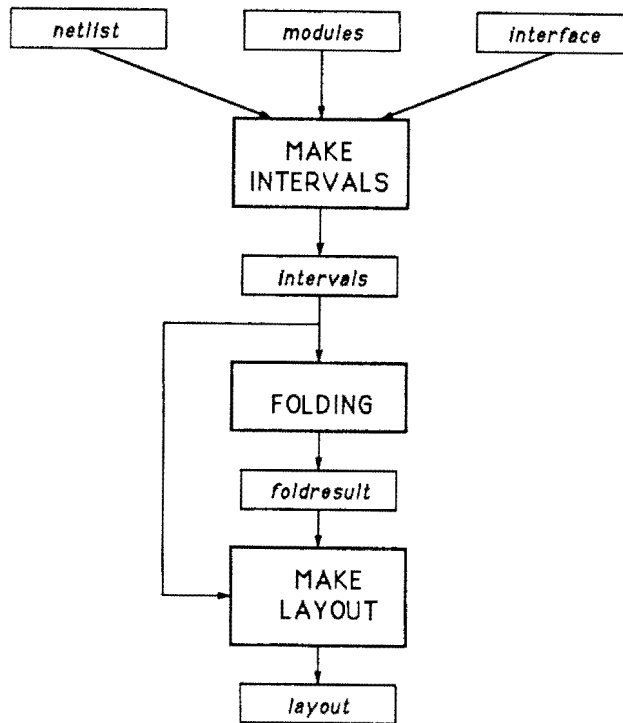 netlist
modules
interface
MAKE
INTERVALS
intervals
FOLDING
foldresult
MAKE
LAYOUT
layout